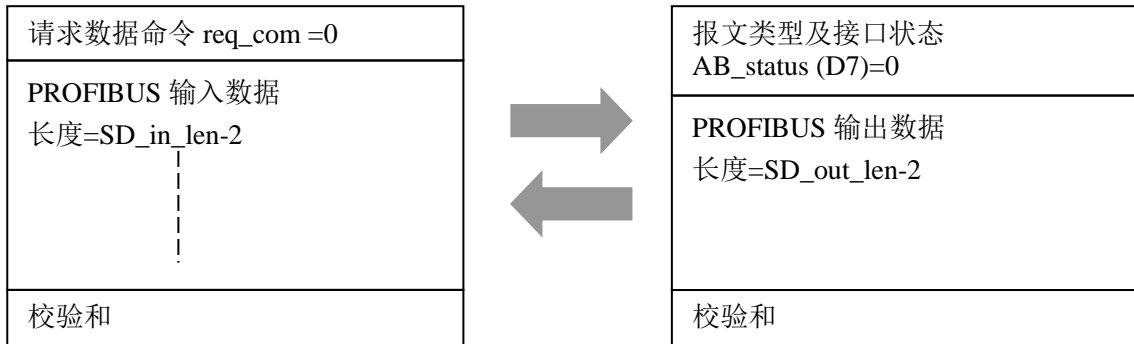 请求数据命令 req_com =0
PROFIBUS 输入数据
长度=SD_in_len-2
校验和
报文类型及接口状态
AB_status (D7)=0
PROFIBUS 输出数据
长度=SD_out_len-2
校验和